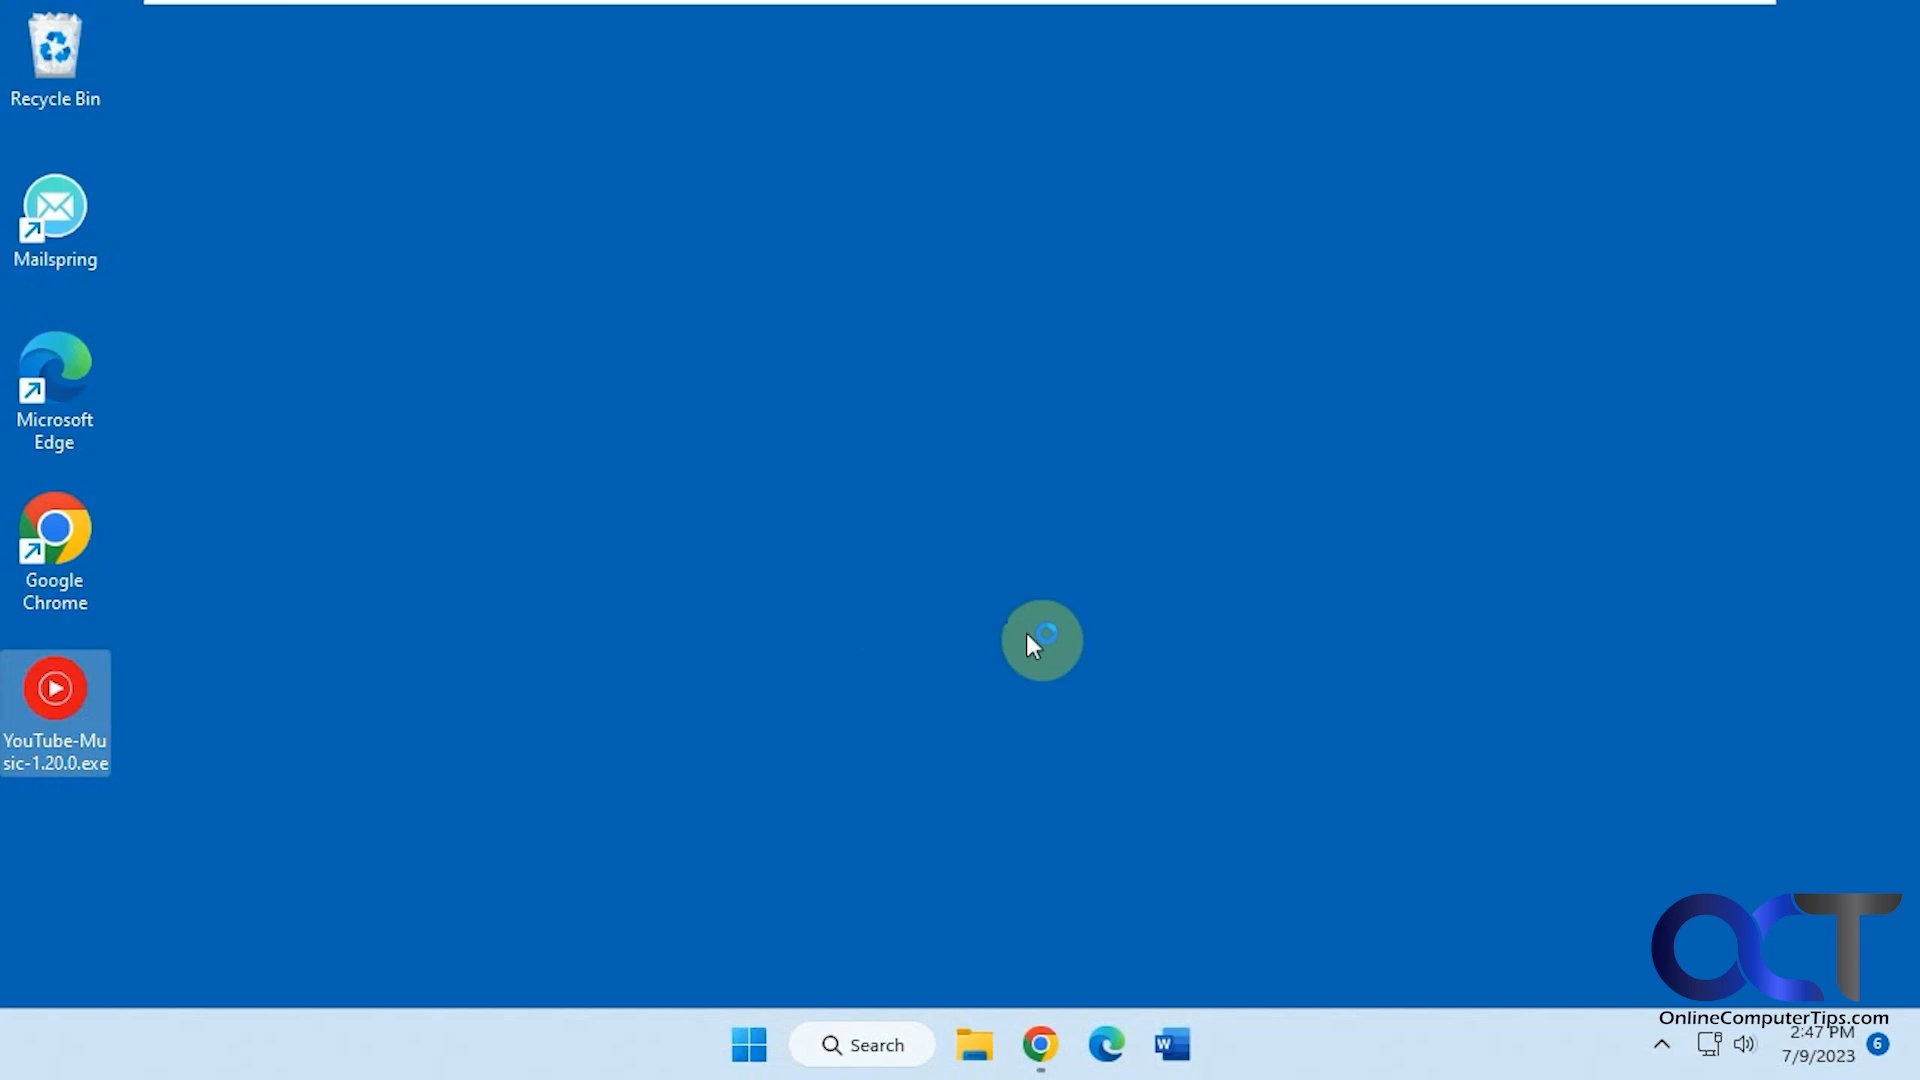 Recycle Bin
Mailspring
Microsoft
Edge
Google
Chrome
YouTube-Mu
sic-1.20.0.exe
OCT
OnlineComputerTips.com
Search
W
2:47 PM
7/9/2023
6